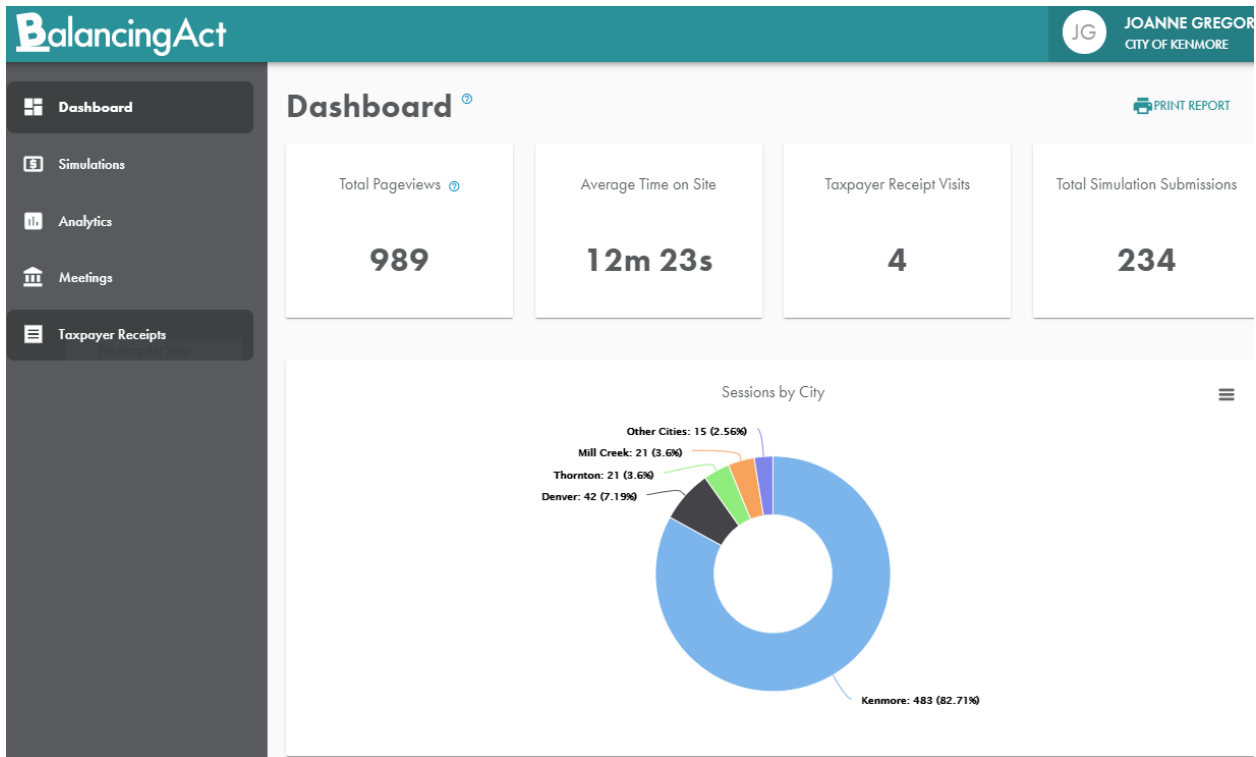 BalancingAct
JG
JOANNE GREGOR
CITY OF KENMORE
Dashboard
Simulations
Analytics
Meetings
Taxpayer Receipts
Rectangular Snip
Dashboard ?
PRINT REPORT
Total Pageviews ?
989
Average Time on Site
12m 23s
Taxpayer Receipt Visits
4
Total Simulation Submissions
234
Sessions by City
Other Cities: 15 (2.56%)
Mill Creek: 21 (3.6%)
Thornton: 21 (3.6%)
Denver: 42 (7.19%)
Kenmore: 483 (82.71%)